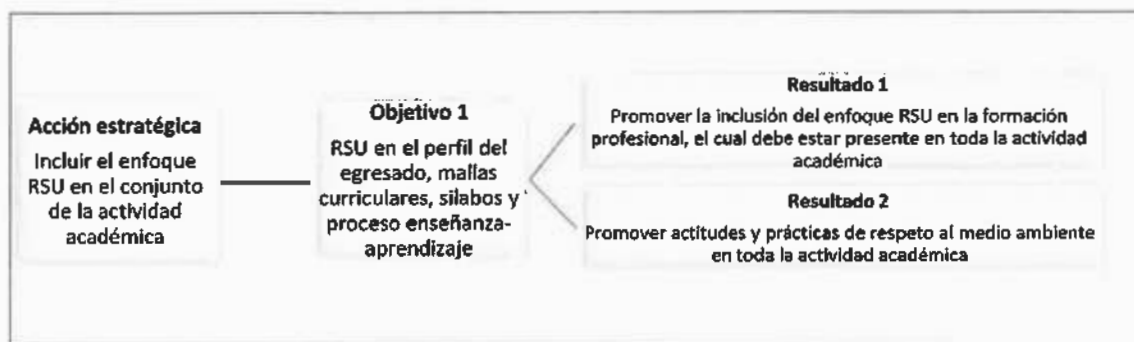 Acción estratégica
Incluir el enfoque
RSU en el conjunto
de la actividad
académica
Objetivo 1
RSU en el perfil del
egresado, mallas
curriculares, silabos y
proceso enseñanza-
aprendizaje
Resultado 1
Promover la inclusión del enfoque RSU en la formación
profesional, el cual debe estar presente en toda la actividad
académica
Resultado 2
Promover actitudes y prácticas de respeto al medio ambiente
en toda la actividad académica